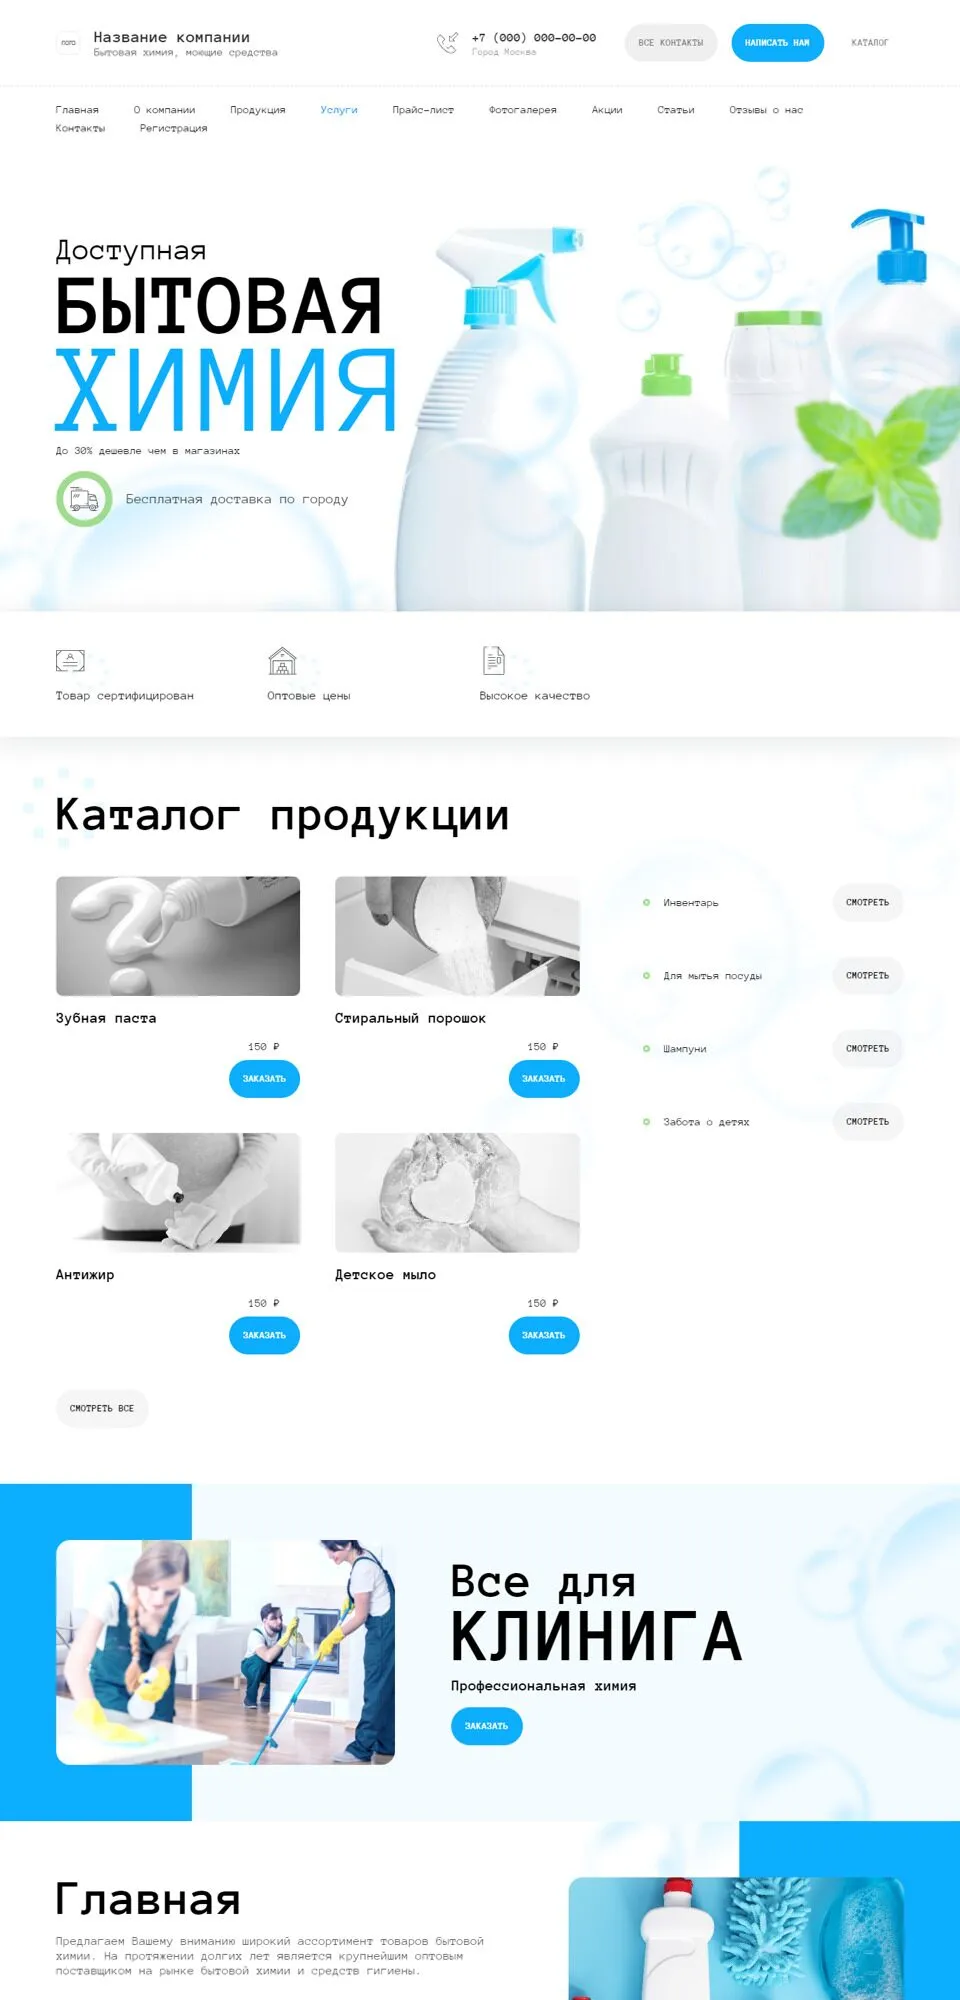 лого
Название компании
Бытовая химия, моющие средства
+7 (000) 000-00-00
Город Москва
ВСЕ КОНТАКТЫ
НАПИСАТЬ НАМ
КАТАЛОГ
Главная О компании Продукция Услуги Прайс-лист Фотогалерея Акции Статьи Отзывы о нас
Контакты Регистрация
Доступная
БЫТОВАЯ
ХИМИЯ
До 30% дешевле чем в магазинах
Бесплатная доставка по городу
Товар сертифицирован Оптовые цены Высокое качество
Каталог продукции
Зубная паста
150 ₽
ЗАКАЗАТЬ
Стиральный порошок
150 ₽
ЗАКАЗАТЬ
Антижир
150 ₽
ЗАКАЗАТЬ
Детское мыло
150 ₽
ЗАКАЗАТЬ
Инвентарь СМОТРЕТЬ
Для мытья посуды СМОТРЕТЬ
Шампуни СМОТРЕТЬ
Забота о детях СМОТРЕТЬ
СМОТРЕТЬ ВСЕ
Все для
КЛИНИГА
Профессиональная химия
ЗАКАЗАТЬ
Главная
Предлагаем Вашему вниманию широкий ассортимент товаров бытовой
химии. На протяжении долгих лет является крупнейшим оптовым
поставщиком на рынке бытовой химии и средств гигиены.